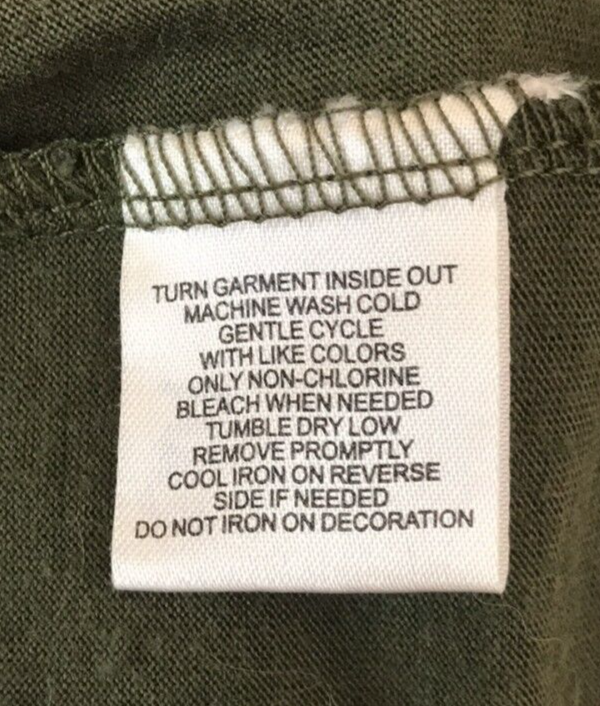 TURN GARMENT INSIDE OUT
MACHINE WASH COLD
GENTLE CYCLE
WITH LIKE COLORS
ONLY NON-CHLORINE
BLEACH WHEN NEEDED
TUMBLE DRY LOW
REMOVE PROMPTLY
COOL IRON ON REVERSE
SIDE IF NEEDED
DO NOT IRON ON DECORATION